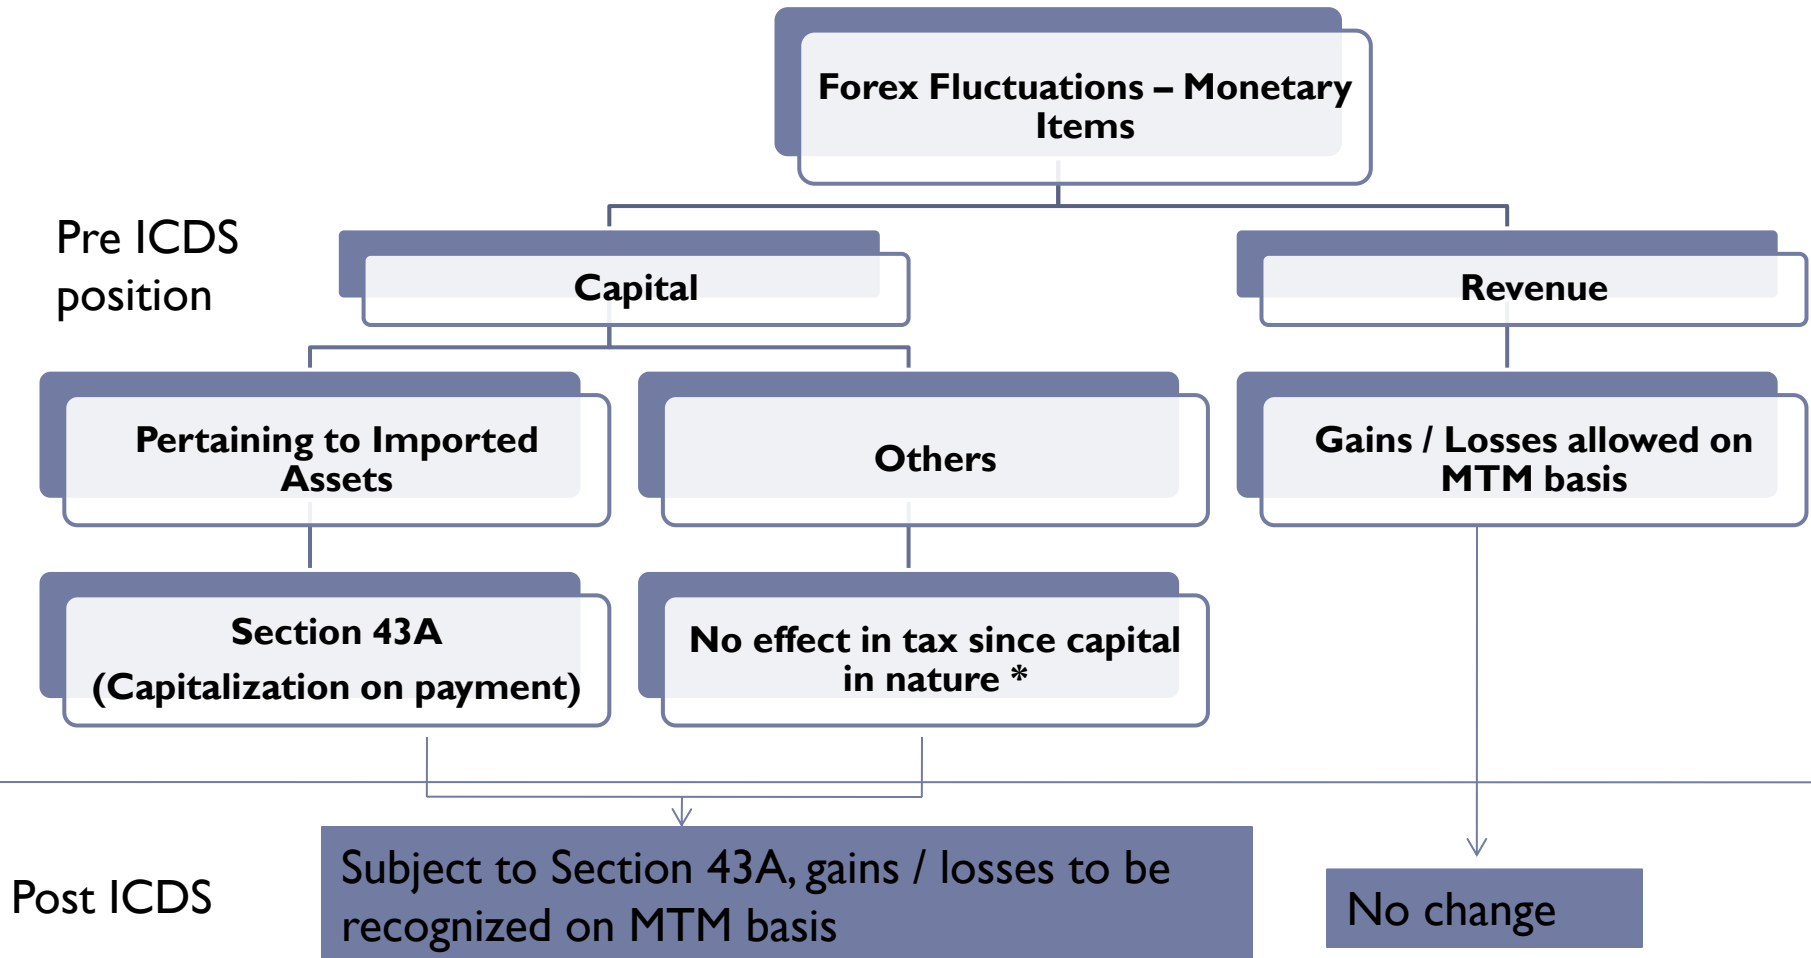 Forex Fluctuations – Monetary
Items
Pre ICDS
position
Capital
Revenue
Pertaining to Imported
Assets
Others
Gains / Losses allowed on
MTM basis
Section 43A
(Capitalization on payment)
No effect in tax since capital
in nature *
Post ICDS
Subject to Section 43A, gains / losses to be
recognized on MTM basis
No change